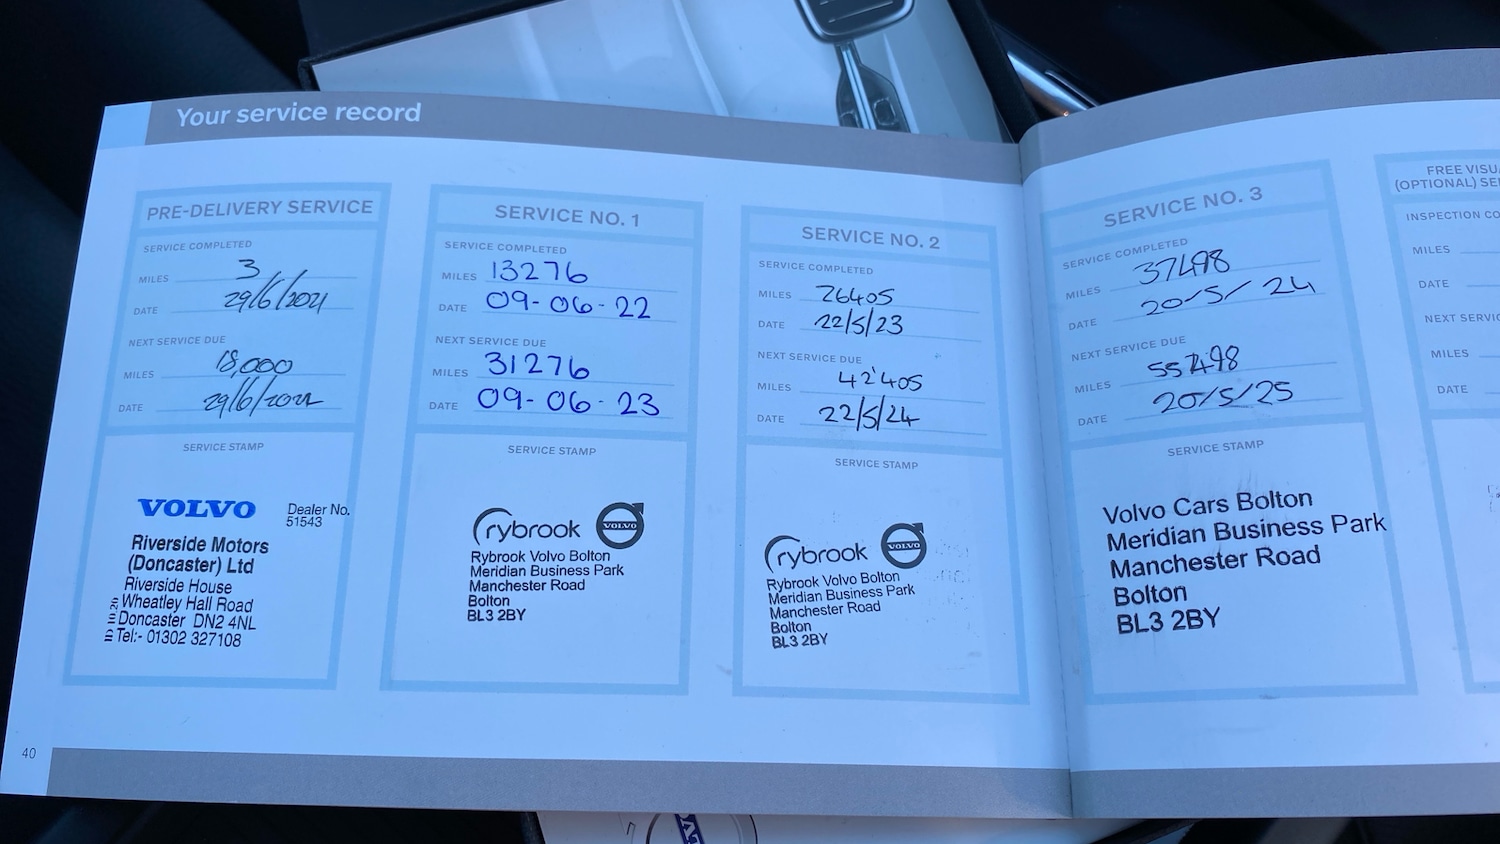 Your service record
PRE-DELIVERY SERVICE
SERVICE COMPLETED
MILES 3
DATE 29/6/2021
NEXT SERVICE DUE
MILES 18,000
DATE 29/6/2022
SERVICE STAMP
VOLVO
Dealer No.
51543
Riverside Motors
(Doncaster) Ltd
Riverside House
Wheatley Hall Road
Doncaster DN2 4NL
Tel:- 01302 327108
SERVICE NO. 1
SERVICE COMPLETED
MILES 13276
DATE 09-06-22
NEXT SERVICE DUE
MILES 31276
DATE 09-06-23
SERVICE STAMP
rybrook VOLVO
Rybrook Volvo Bolton
Meridian Business Park
Manchester Road
Bolton
BL3 2BY
SERVICE NO. 2
SERVICE COMPLETED
MILES 26405
DATE 22/5/23
NEXT SERVICE DUE
MILES 42'405
DATE 22/5/24
SERVICE STAMP
rybrook VOLVO
Rybrook Volvo Bolton
Meridian Business Park
Manchester Road
Bolton
BL3 2BY
SERVICE NO. 3
SERVICE COMPLETED
MILES 37498
DATE 20/5/24
NEXT SERVICE DUE
MILES 55498
DATE 20/5/25
SERVICE STAMP
Volvo Cars Bolton
Meridian Business Park
Manchester Road
Bolton
BL3 2BY
FREE
(OPTIONAL)
INSPECTION
MILES
DATE
NEXT
MILES
DATE
40